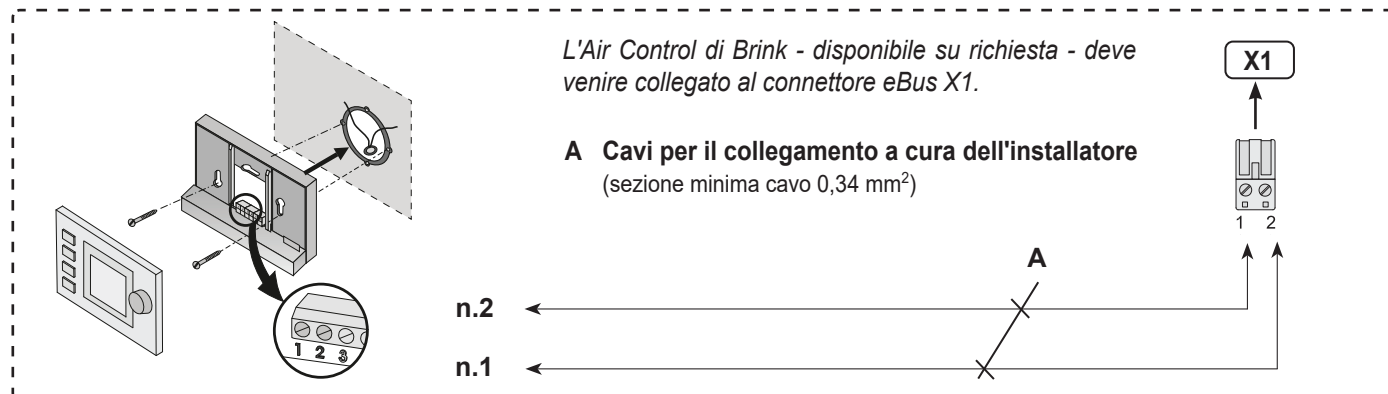 L'Air Control di Brink - disponibile su richiesta - deve
venire collegato al connettore eBus X1.
X1
A Cavi per il collegamento a cura dell'installatore
(sezione minima cavo 0,34 mm²)
1 2
A
n.2
n.1
1 2 3